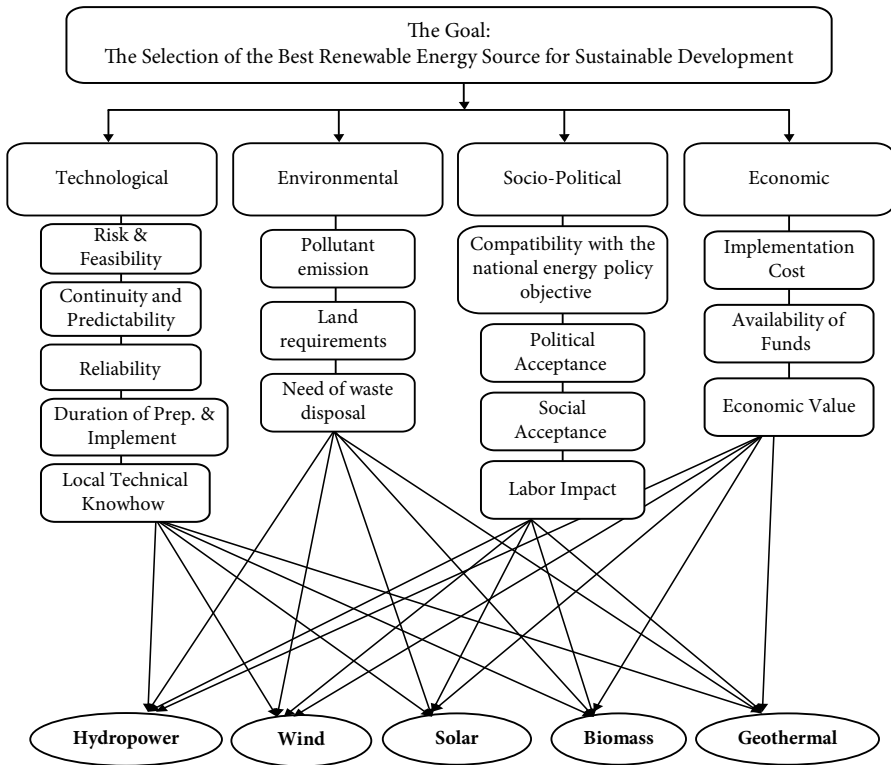 The Goal:
The Selection of the Best Renewable Energy Source for Sustainable Development
Technological
Environmental
Socio-Political
Economic
Risk &
Feasibility
Continuity and
Predictability
Reliability
Duration of Prep. &
Implement
Local Technical
Knowhow
Pollutant
emission
Land
requirements
Need of waste
disposal
Compatibility with the
national energy policy
objective
Political
Acceptance
Social
Acceptance
Labor Impact
Implementation
Cost
Availability of
Funds
Economic Value
Hydropower
Wind
Solar
Biomass
Geothermal